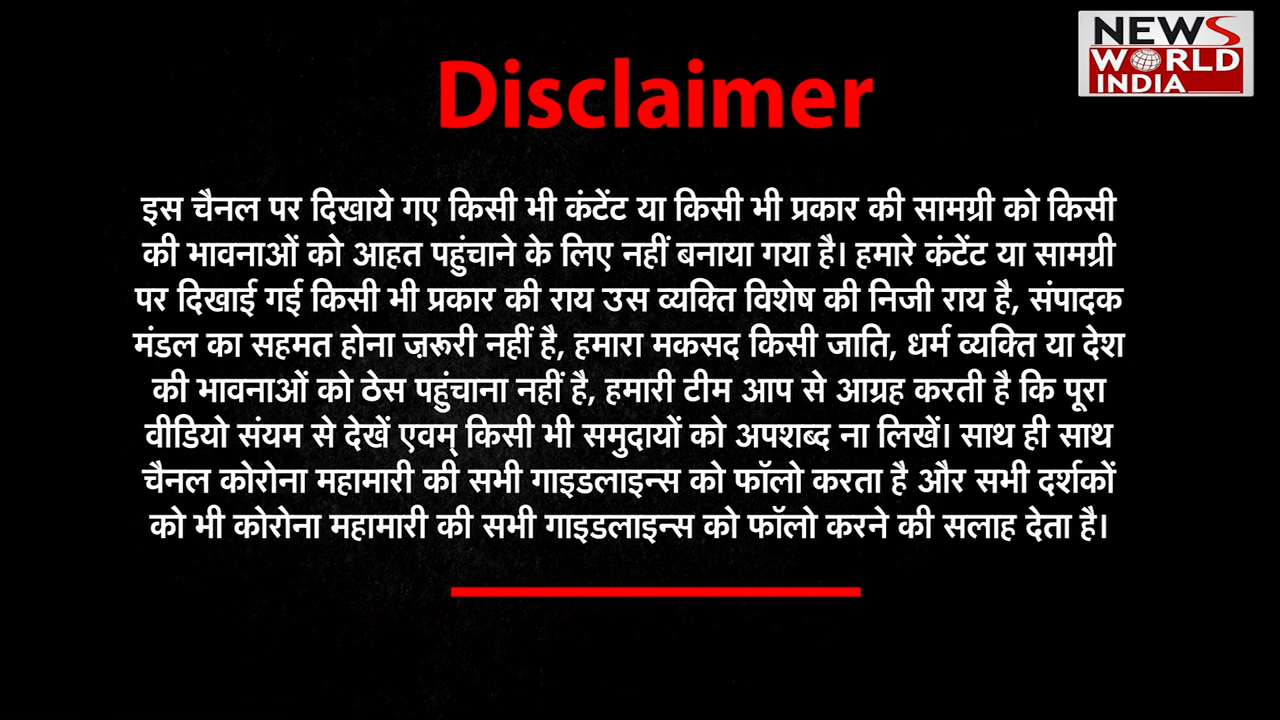 NEWS
WORLD
INDIA
Disclaimer
इस चैनल पर दिखाये गए किसी भी कंटेंट या किसी भी प्रकार की सामग्री को किसी
की भावनाओं को आहत पहुंचाने के लिए नहीं बनाया गया है। हमारे कंटेंट या सामग्री
पर दिखाई गई किसी भी प्रकार की राय उस व्यक्ति विशेष की निजी राय है, संपादक
मंडल का सहमत होना ज़रूरी नहीं है, हमारा मकसद किसी जाति, धर्म व्यक्ति या देश
की भावनाओं को ठेस पहुंचाना नहीं है, हमारी टीम आप से आग्रह करती है कि पूरा
वीडियो संयम से देखें एवम् किसी भी समुदायों को अपशब्द ना लिखें। साथ ही साथ
चैनल कोरोना महामारी की सभी गाइडलाइन्स को फॉलो करता है और सभी दर्शकों
को भी कोरोना महामारी की सभी गाइडलाइन्स को फॉलो करने की सलाह देता है।